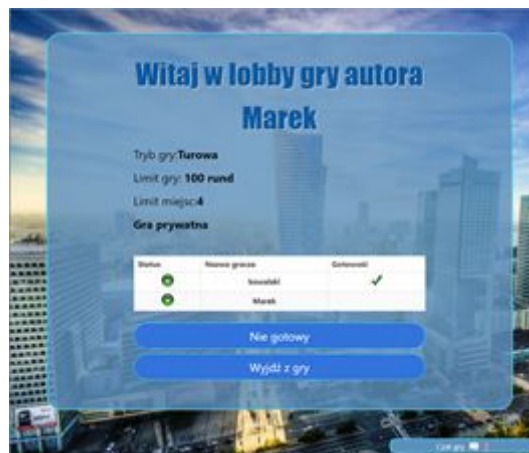 Witaj w lobby gry autora
Marek
Tryb gry:Turowa
Limit gry: 100 rund
Limit miejsc:4
Gra prywatna
Status Nazwa gracza Gotowość
kowalski
Marek
Nie gotowy
Wyjdź z gry
Czat gry